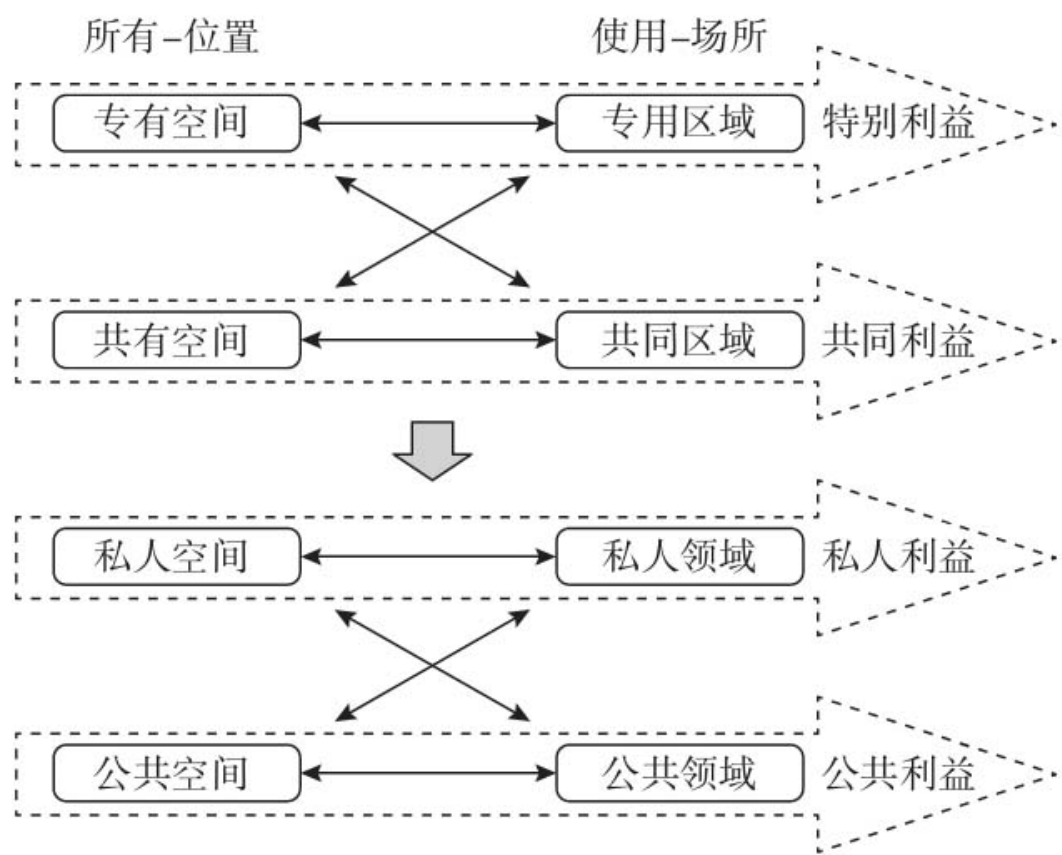 所有-位置 使用-场所
专有空间 专用区域 特别利益
共有空间 共同区域 共同利益
私人空间 私人领域 私人利益
公共空间 公共领域 公共利益